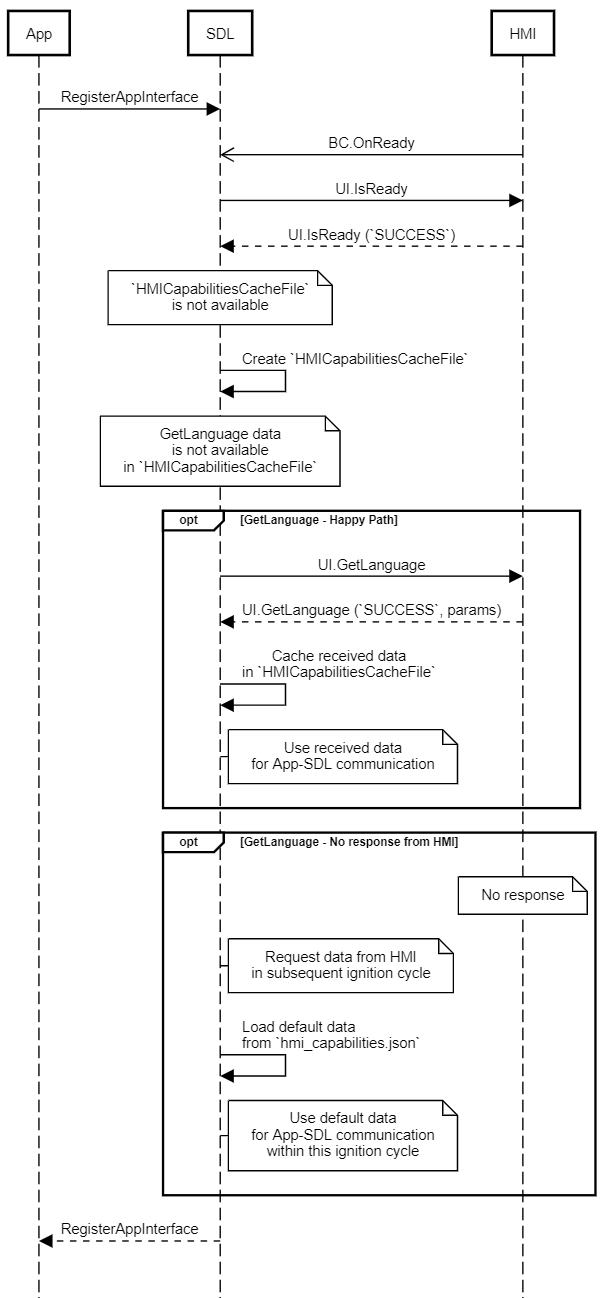 App
SDL
HMI
RegisterAppInterface
BC.OnReady
UI.IsReady
UI.IsReady (`SUCCESS`)
`HMICapabilitiesCacheFile`
is not available
Create `HMICapabilitiesCacheFile`
GetLanguage data
is not available
in `HMICapabilitiesCacheFile`
opt
[GetLanguage - Happy Path]
UI.GetLanguage
UI.GetLanguage (`SUCCESS`, params)
Cache received data
in `HMICapabilitiesCacheFile`
Use received data
for App-SDL communication
opt
[GetLanguage - No response from HMI]
No response
Request data from HMI
in subsequent ignition cycle
Load default data
from `hmi_capabilities.json`
Use default data
for App-SDL communication
within this ignition cycle
RegisterAppInterface